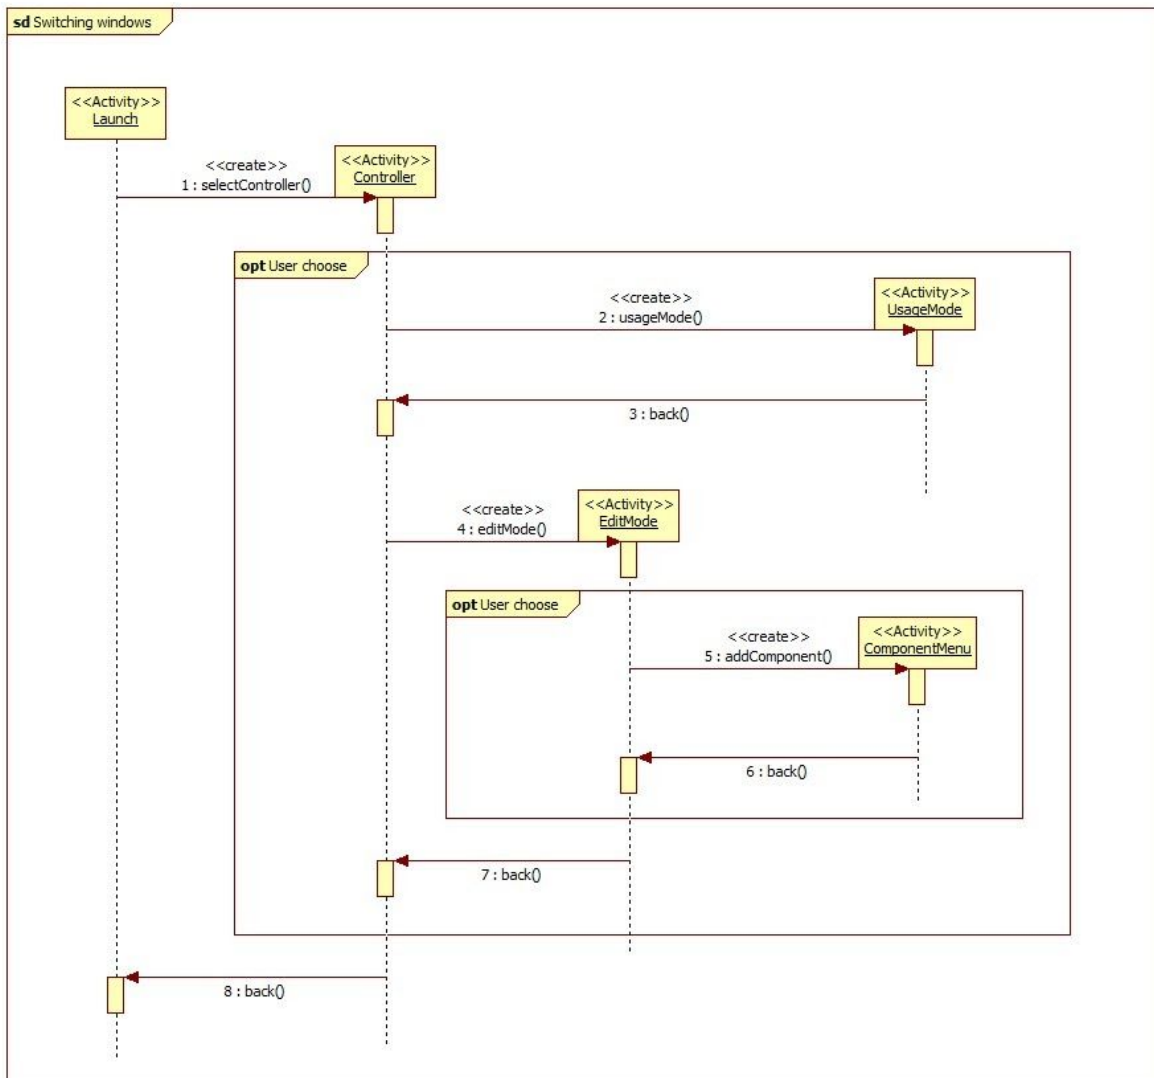 sd Switching windows
<<Activity>>
Launch
<<create>>
1 : selectController()
<<Activity>>
Controller
opt User choose
<<create>>
2 : usageMode()
<<Activity>>
UsageMode
3 : back()
<<create>>
4 : editMode()
<<Activity>>
EditMode
opt User choose
<<create>>
5 : addComponent()
<<Activity>>
ComponentMenu
6 : back()
7 : back()
8 : back()